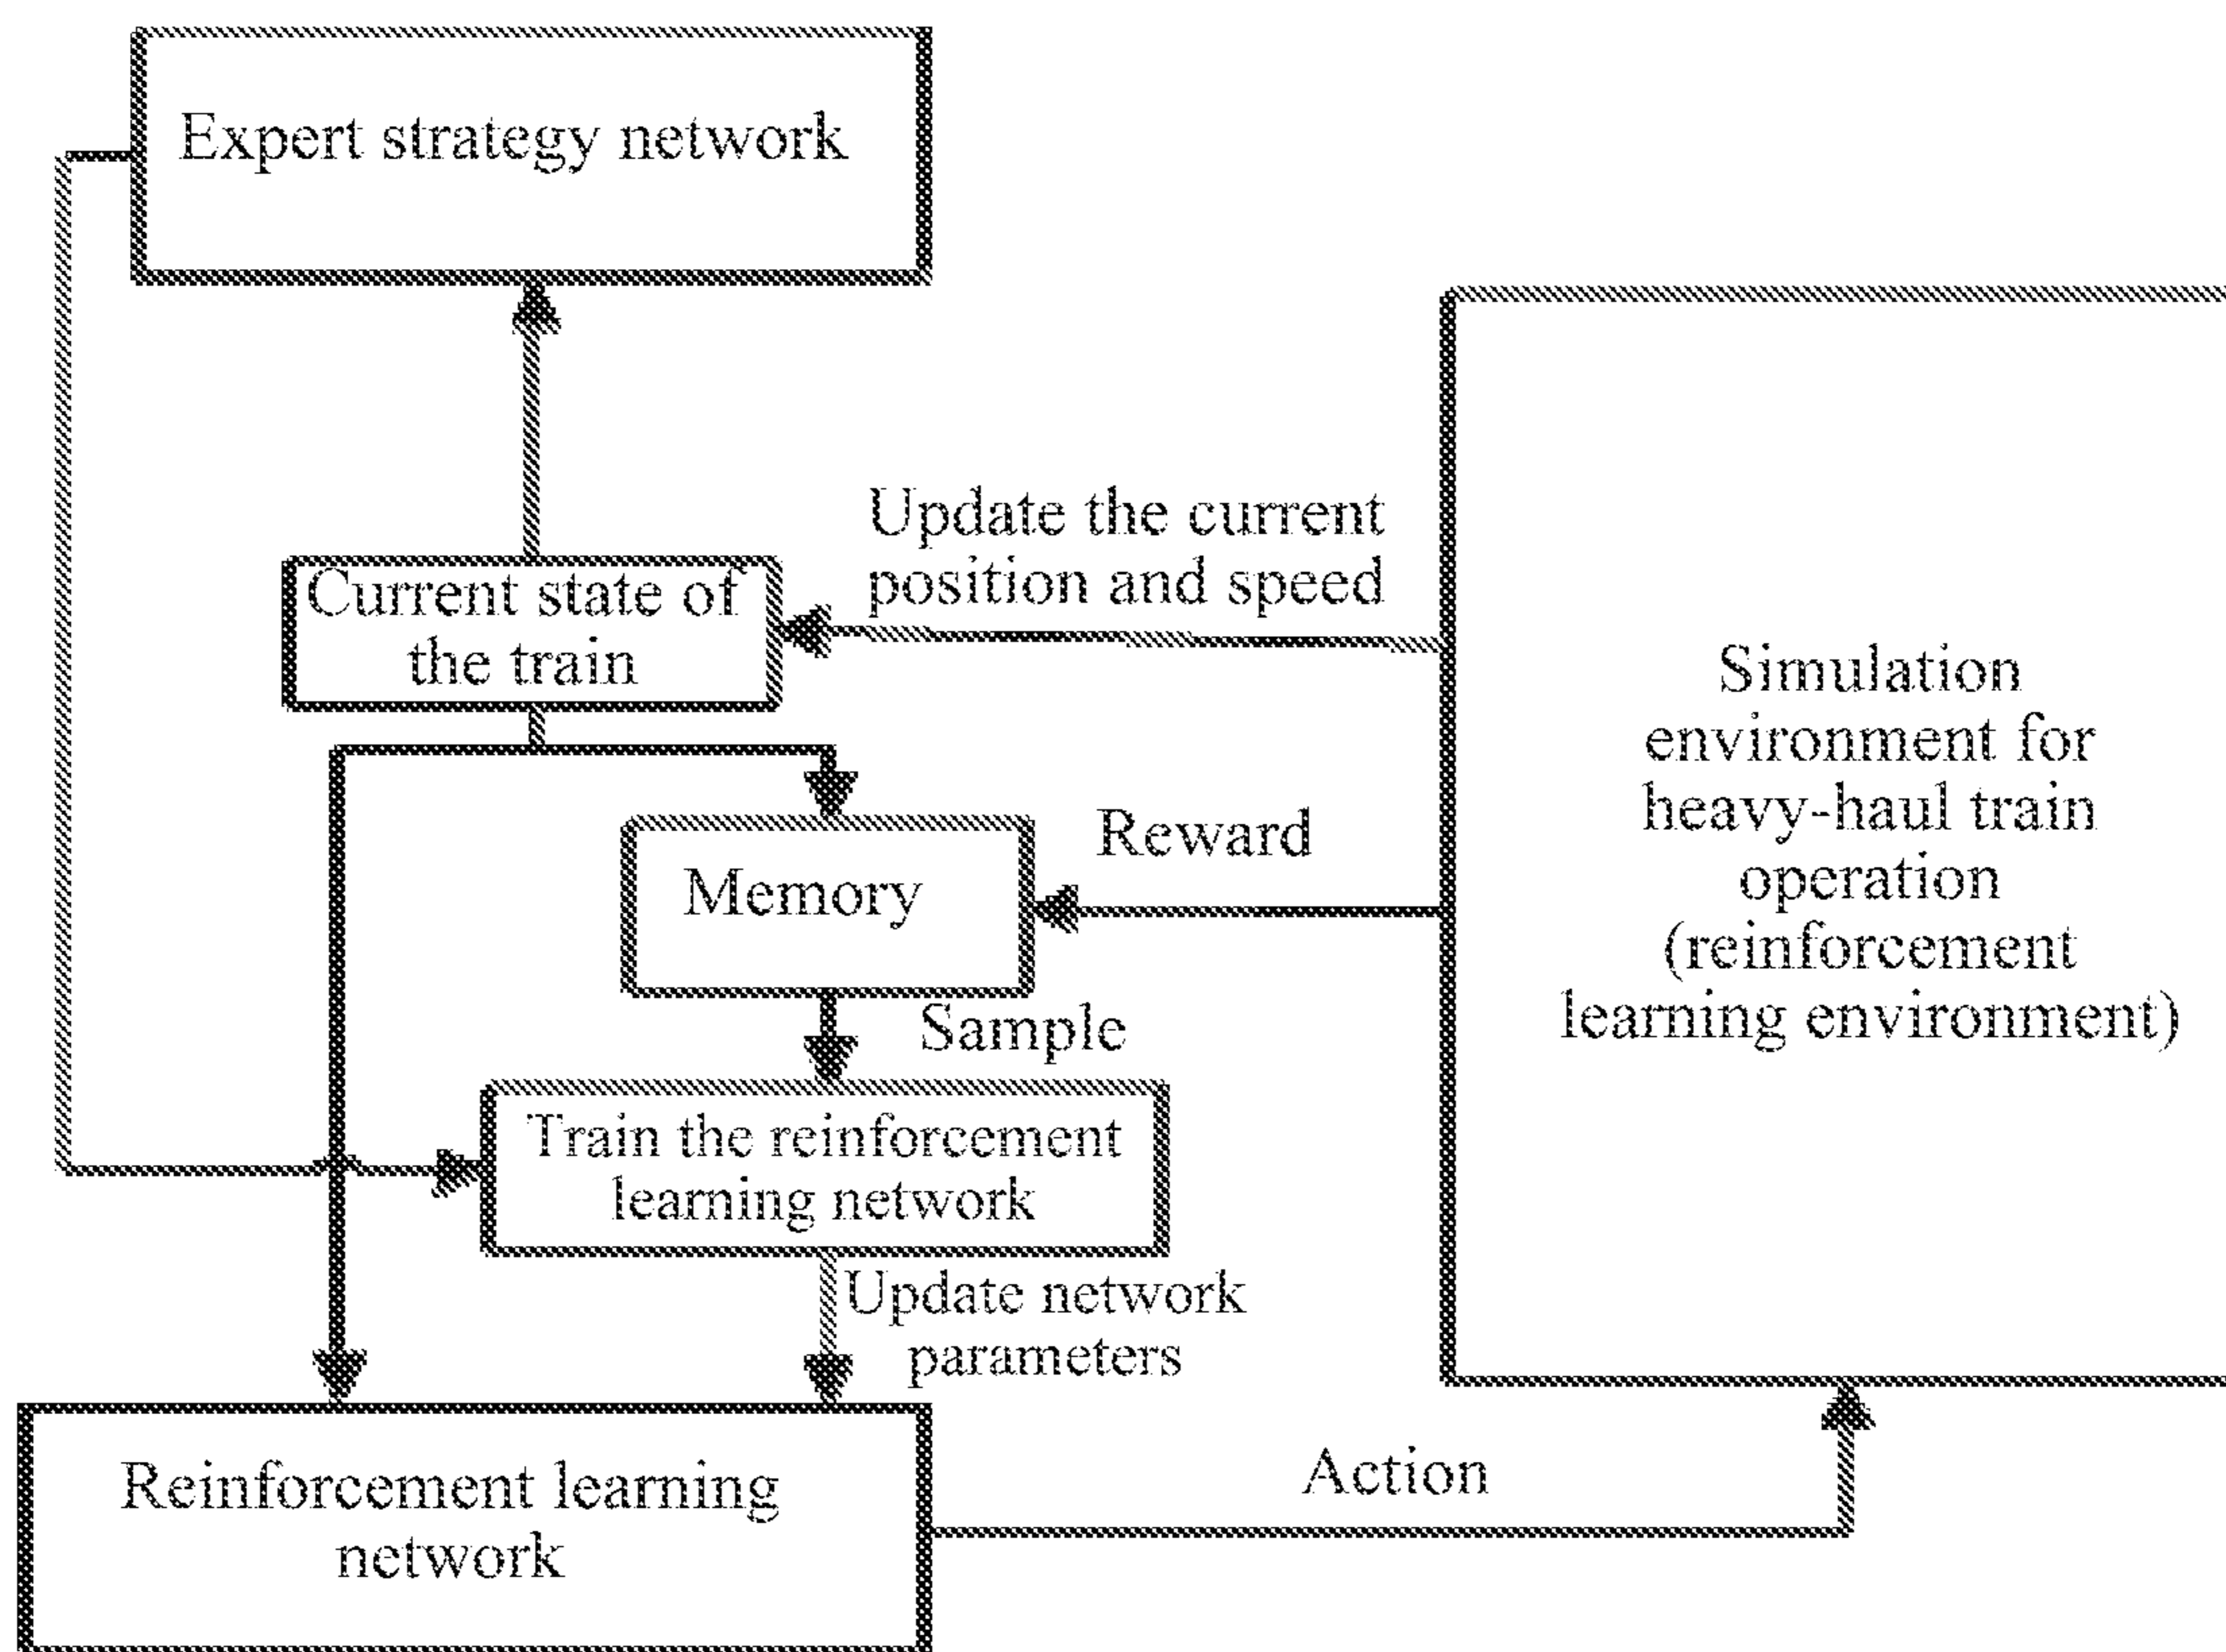 Expert strategy network
Update the current
position and speed
Current state of
the train
Simulation
environment for
heavy-haul train
operation
(reinforcement
learning environment)
Reward
Memory
Sample
Train the reinforcement
learning network
Update network
parameters
Action
Reinforcement learning
network